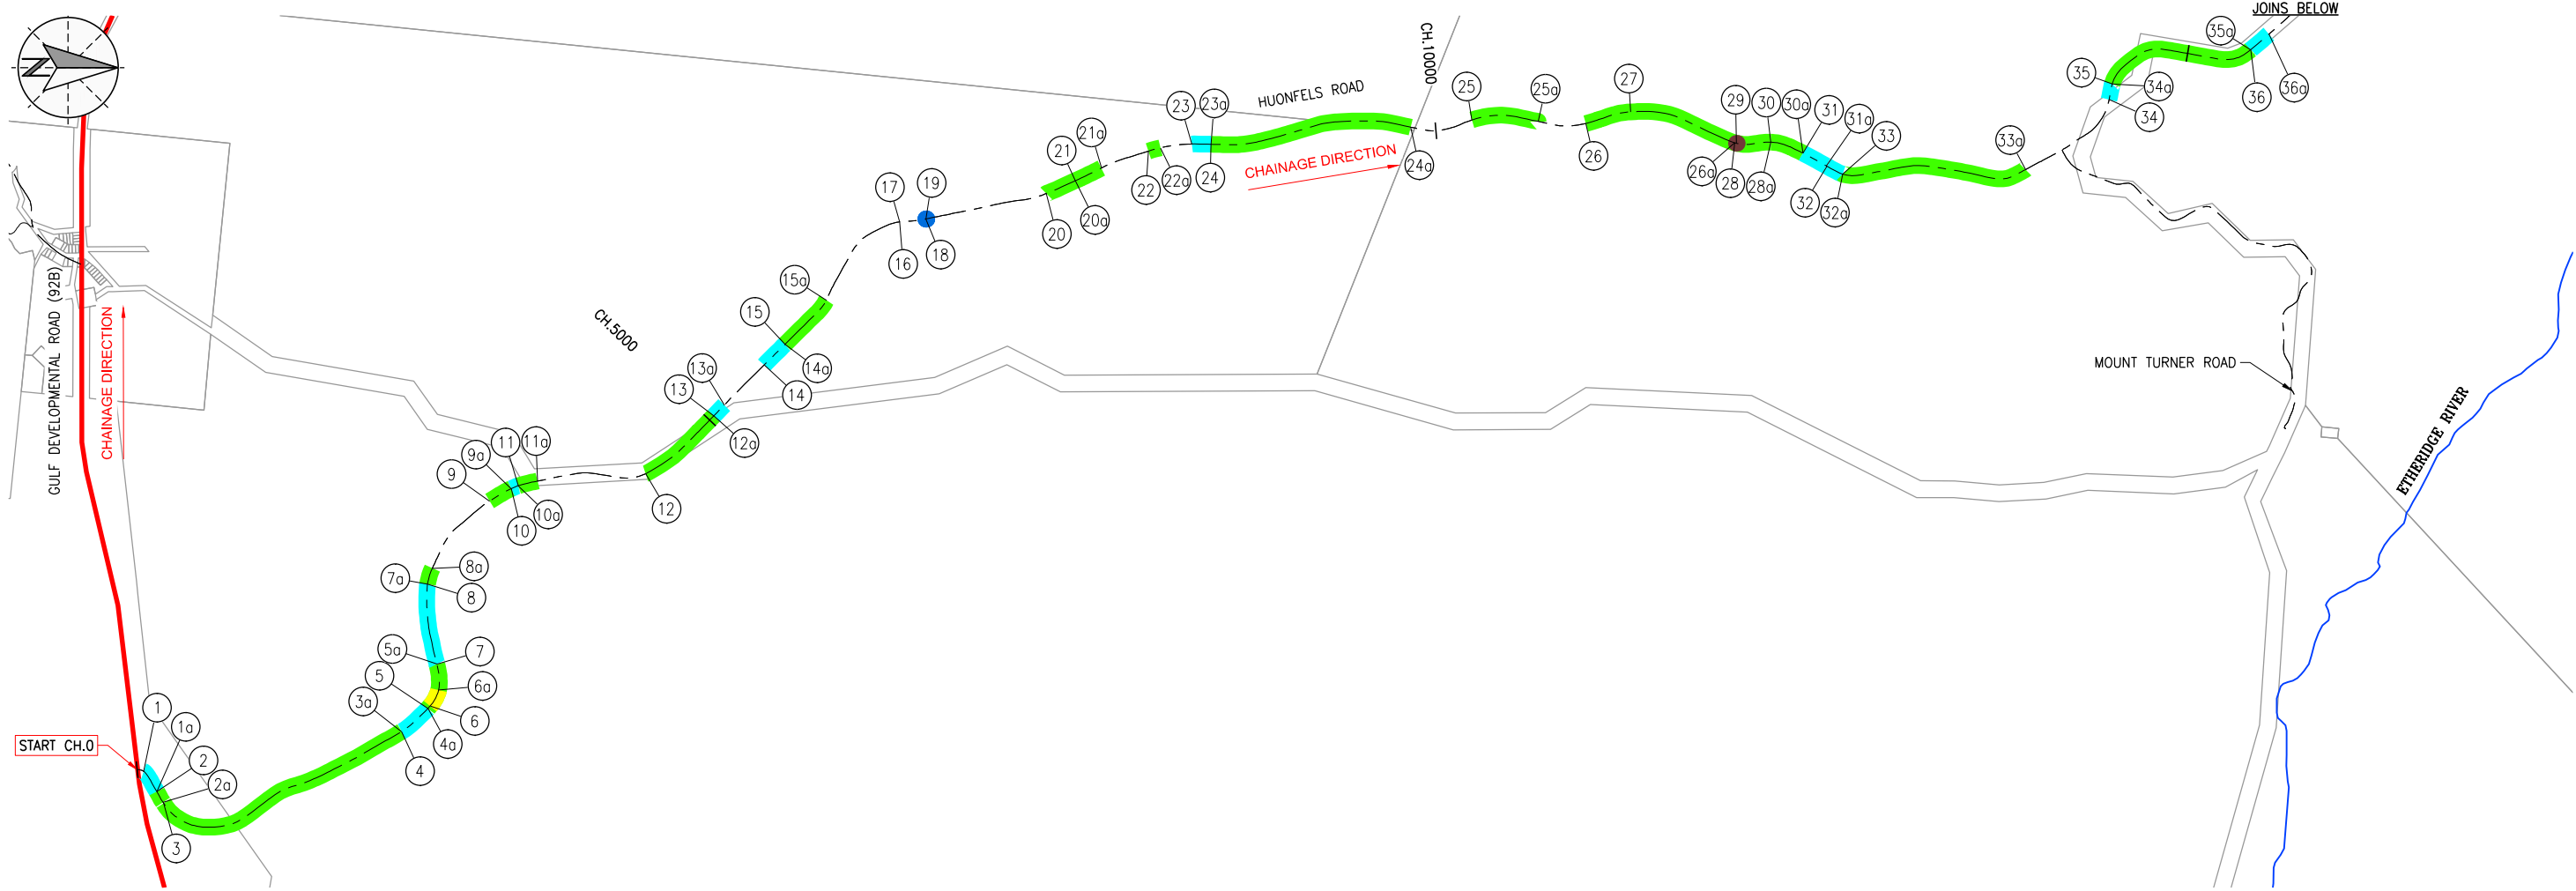 JOINS BELOW
N
CH.10000
HUONFELS ROAD
CHAINAGE DIRECTION
35a
36
36a
35
34a
34
25
25a
27
26
29
30
30a
31
31a
33
26a
28
28a
32
32a
33a
23
23a
24
24a
21
21a
22
22a
20
20a
17
19
16
18
15a
15
14a
14
CH.5000
13a
13
12a
12
11
11a
9a
9
10a
10
GULF DEVELOPMENTAL ROAD (92B)
CHAINAGE DIRECTION
MOUNT TURNER ROAD
ETHERIDGE RIVER
8a
7a
8
5a
7
5
6a
3a
6
4a
4
1
1a
2
2a
3
START CH.0